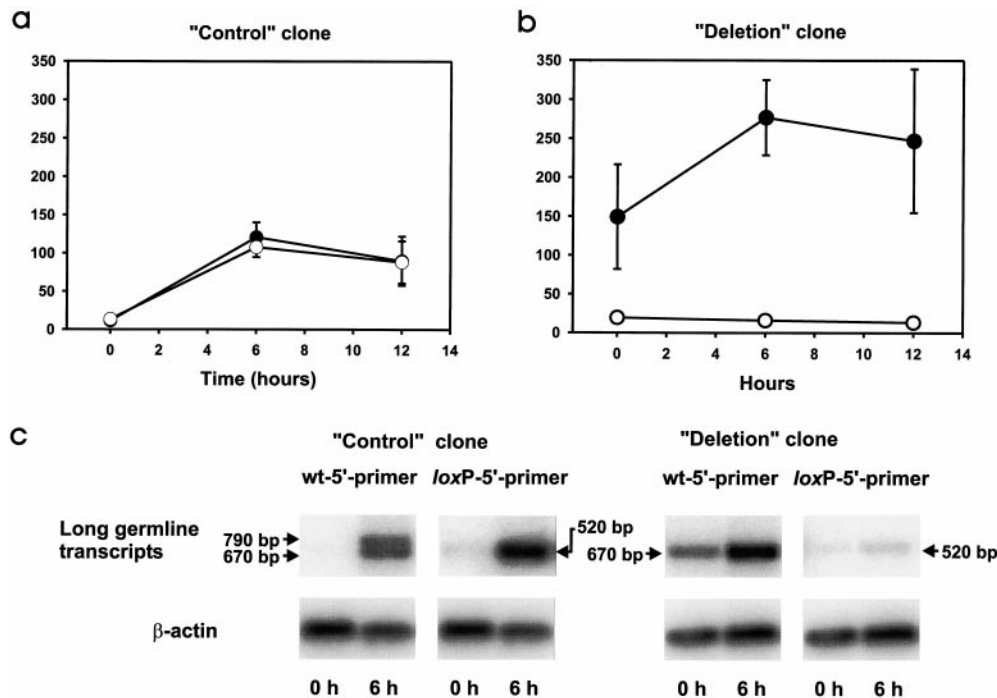 a
"Control" clone
350
300
250
200
150
100
50
0
0 2 4 6 8 10 12 14
Time (hours)
b
"Deletion" clone
350
300
250
200
150
100
50
0
0 2 4 6 8 10 12 14
Hours
c
"Control" clone
"Deletion" clone
wt-5'-primer loxP-5'-primer
wt-5'-primer loxP-5'-primer
Long germline
transcripts
790 bp
670 bp
520 bp
670 bp
520 bp
β-actin
0 h 6 h 0 h 6 h 0 h 6 h 0 h 6 h